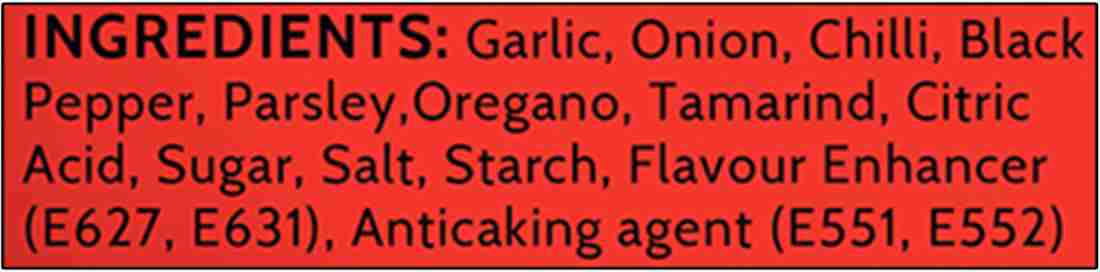 INGREDIENTS: Garlic, Onion, Chilli, Black
Pepper, Parsley,Oregano, Tamarind, Citric
Acid, Sugar, Salt, Starch, Flavour Enhancer
(E627, E631), Anticaking agent (E551, E552)